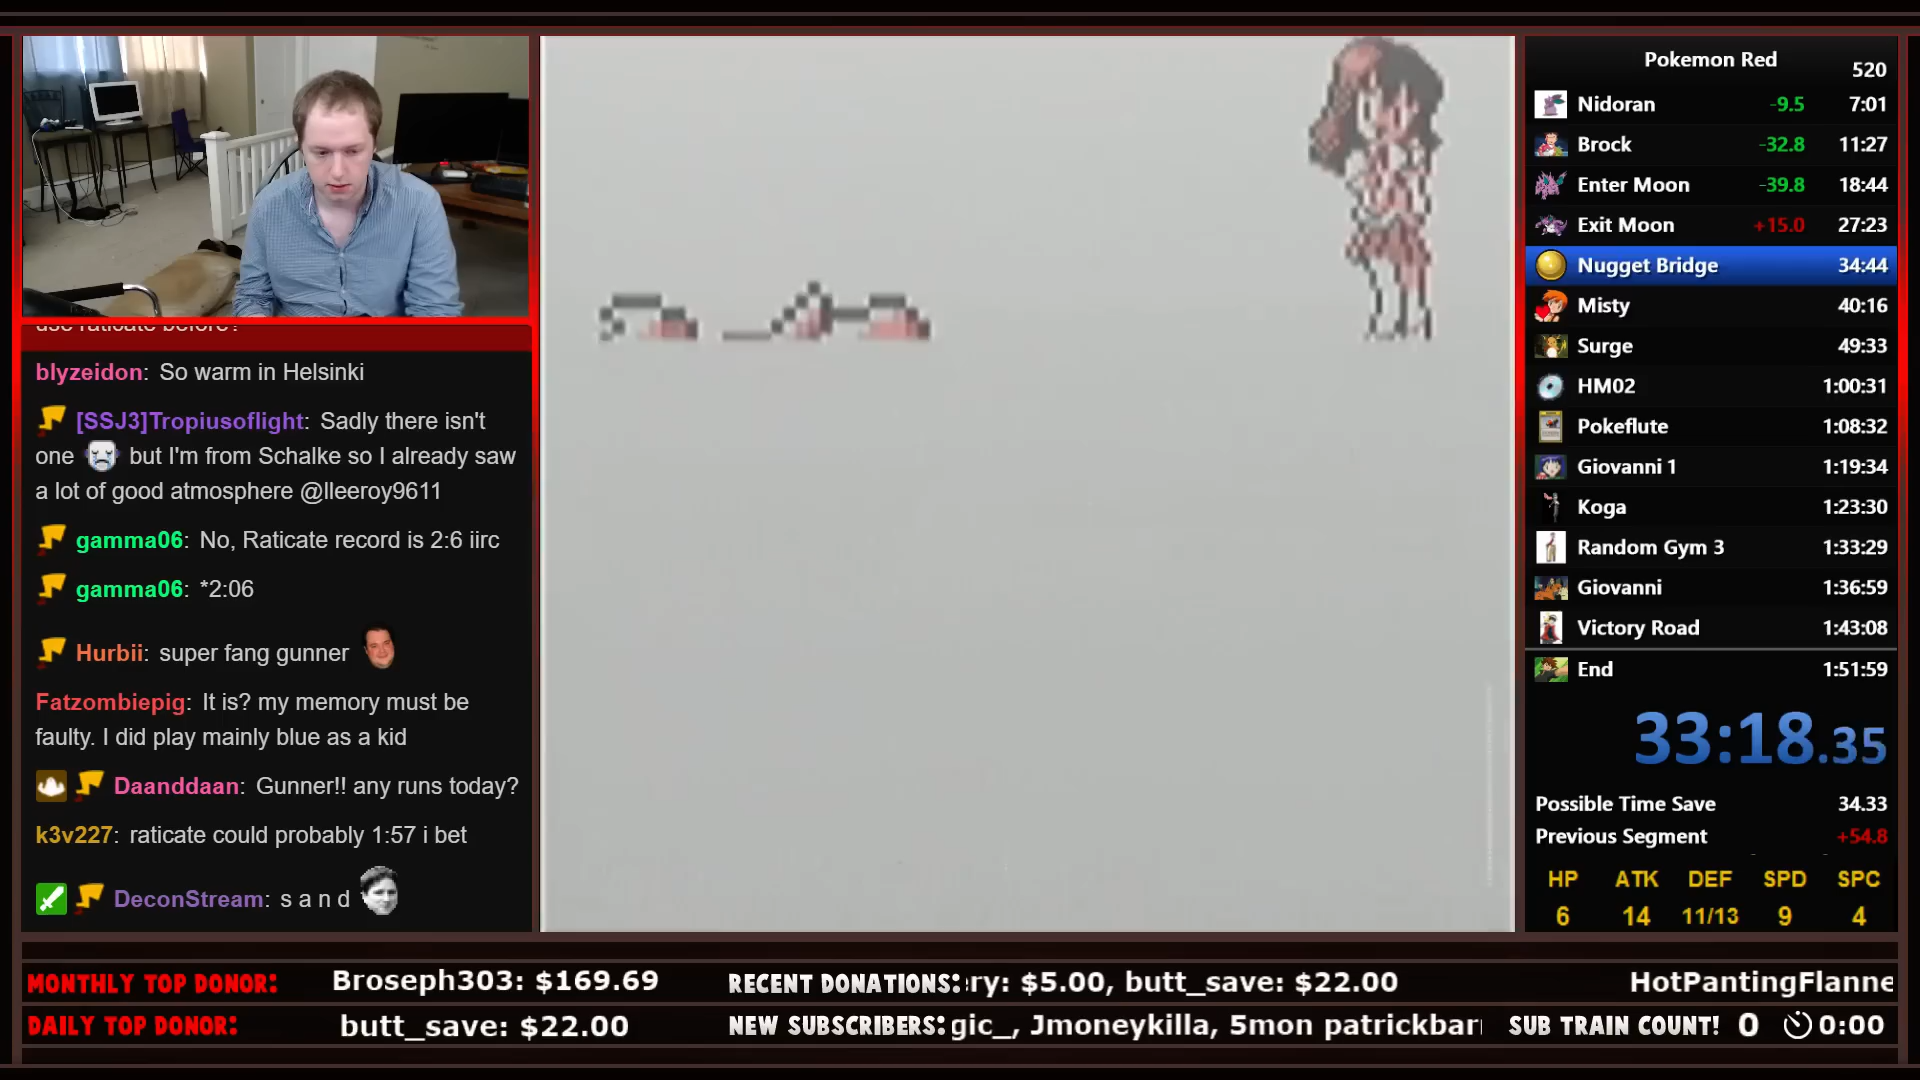 Pokemon Red
520
Nidoran -9.5 7:01
Brock -32.8 11:27
Enter Moon -39.8 18:44
Exit Moon +15.0 27:23
Nugget Bridge 34:44
Misty 40:16
Surge 49:33
HM02 1:00:31
Pokeflute 1:08:32
Giovanni 1 1:19:34
Koga 1:23:30
Random Gym 3 1:33:29
Giovanni 1:36:59
Victory Road 1:43:08
End 1:51:59
33:18.35
Possible Time Save 34.33
Previous Segment +54.8
HP ATK DEF SPD SPC
6 14 11/13 9 4
use raticate before?
blyzeidon: So warm in Helsinki
[SSJ3]Tropiusoflight: Sadly there isn't
one but I'm from Schalke so I already saw
a lot of good atmosphere @lleeroy9611
gamma06: No, Raticate record is 2:6 iirc
gamma06: *2:06
Hurbii: super fang gunner
Fatzombiepig: It is? my memory must be
faulty. I did play mainly blue as a kid
Daanddaan: Gunner!! any runs today?
k3v227: raticate could probably 1:57 i bet
DeconStream: s a n d
MONTHLY TOP DONOR: Broseph303: $169.69
RECENT DONATIONS: ry: $5.00, butt_save: $22.00 HotPantingFlanne
DAILY TOP DONOR: butt_save: $22.00
NEW SUBSCRIBERS: gic_, Jmoneykilla, 5mon patrickbar
SUB TRAIN COUNT! 0 0:00